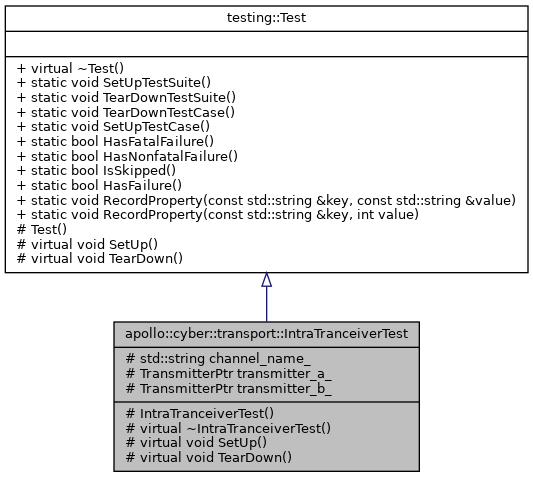 testing::Test
+ virtual ~Test()
+ static void SetUpTestSuite()
+ static void TearDownTestSuite()
+ static void TearDownTestCase()
+ static void SetUpTestCase()
+ static bool HasFatalFailure()
+ static bool HasNonfatalFailure()
+ static bool IsSkipped()
+ static bool HasFailure()
+ static void RecordProperty(const std::string &key, const std::string &value)
+ static void RecordProperty(const std::string &key, int value)
# Test()
# virtual void SetUp()
# virtual void TearDown()
apollo::cyber::transport::IntraTranceiverTest
# std::string channel_name_
# TransmitterPtr transmitter_a_
# TransmitterPtr transmitter_b_
# IntraTranceiverTest()
# virtual ~IntraTranceiverTest()
# virtual void SetUp()
# virtual void TearDown()